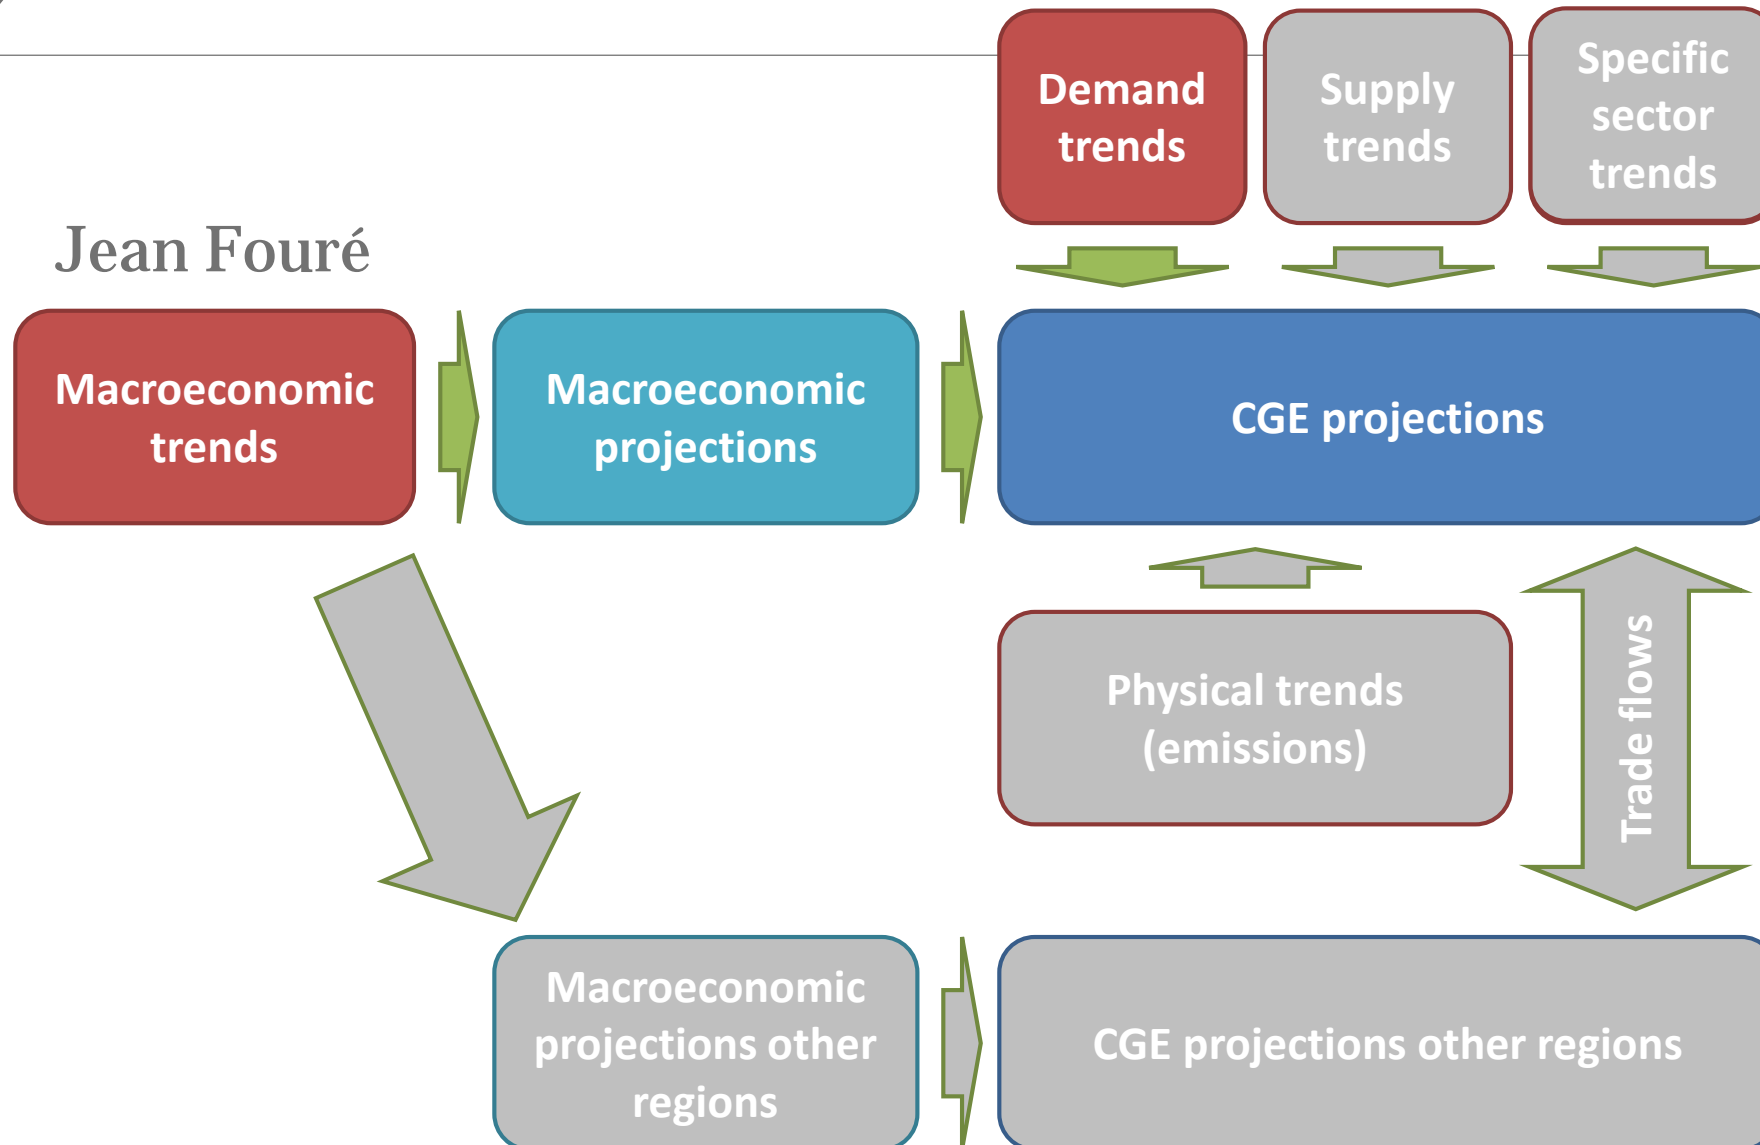 Demand
trends
Supply
trends
Specific
sector
trends
Jean Fouré
Macroeconomic
trends
Macroeconomic
projections
CGE projections
Physical trends
(emissions)
Trade flows
Macroeconomic
projections other
regions
CGE projections other regions